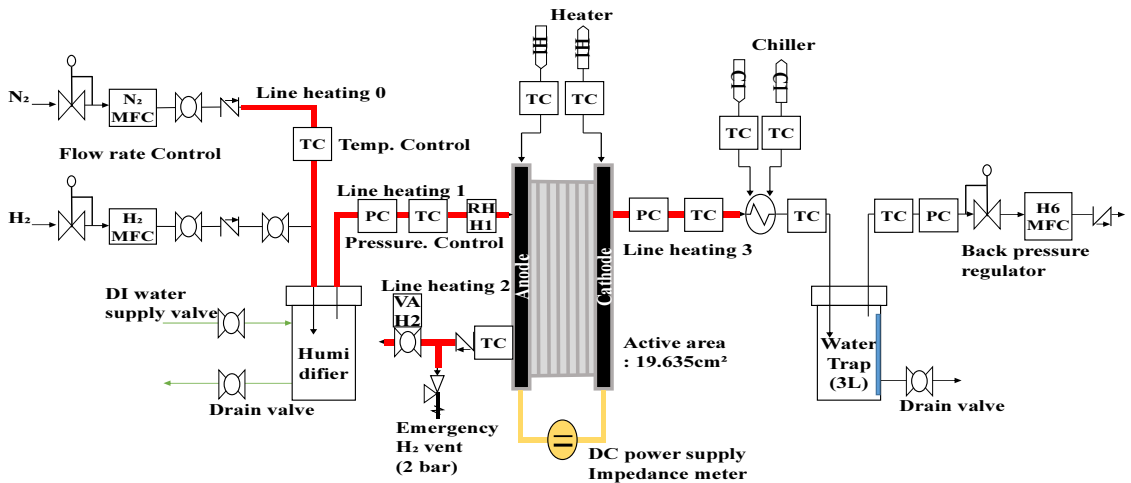 Heater
HI
HI
Chiller
C1
C1
TC
TC
TC
TC
N₂
N₂
MFC
Line heating 0
Flow rate Control
TC
Temp. Control
H₂
H₂
MFC
Line heating 1
PC
TC
RH
H1
Pressure. Control
Anode
Cathode
PC
TC
Line heating 3
TC
TC
PC
H6
MFC
Back pressure
regulator
DI water
supply valve
Humi
difier
Drain valve
Line heating 2
VA
H2
TC
Emergency
H₂ vent
(2 bar)
Active area
: 19.635cm²
DC power supply
Impedance meter
Water
Trap
(3L)
Drain valve